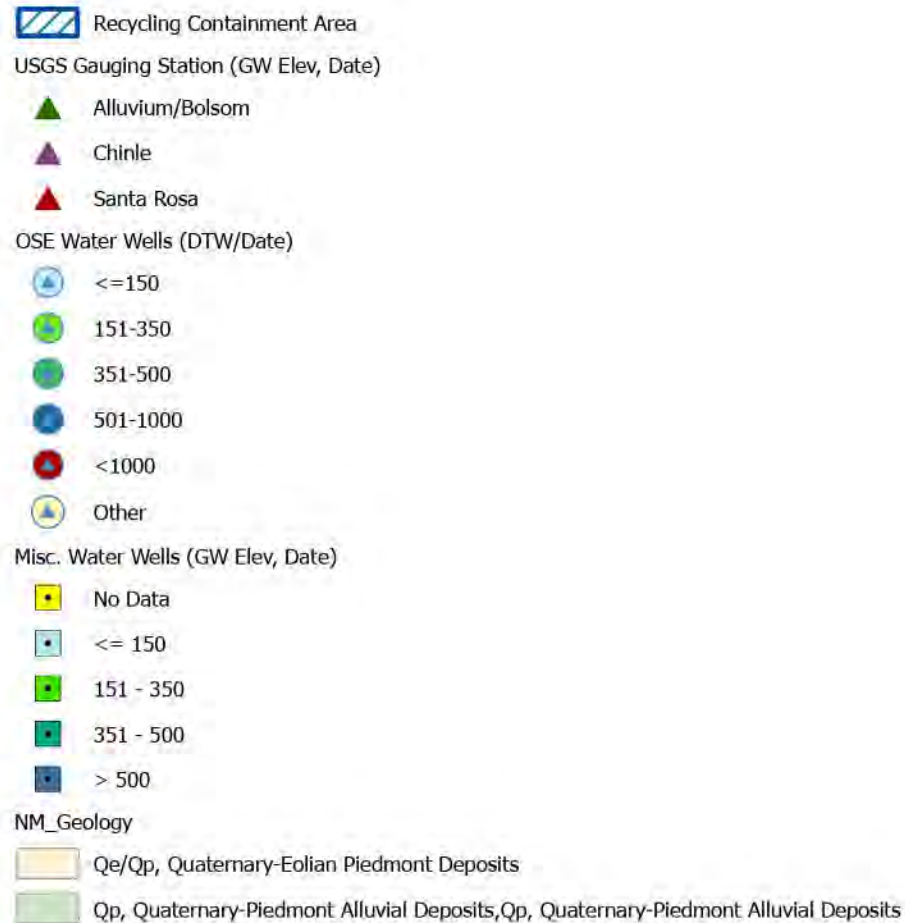 Recycling Containment Area
USGS Gauging Station (GW Elev, Date)
Alluvium/Bolsom
Chinle
Santa Rosa
OSE Water Wells (DTW/Date)
<=150
151-350
351-500
501-1000
<1000
Other
Misc. Water Wells (GW Elev, Date)
No Data
<= 150
151 - 350
351 - 500
> 500
NM_Geology
Qe/Qp, Quaternary-Eolian Piedmont Deposits
Qp, Quaternary-Piedmont Alluvial Deposits,Qp, Quaternary-Piedmont Alluvial Deposits